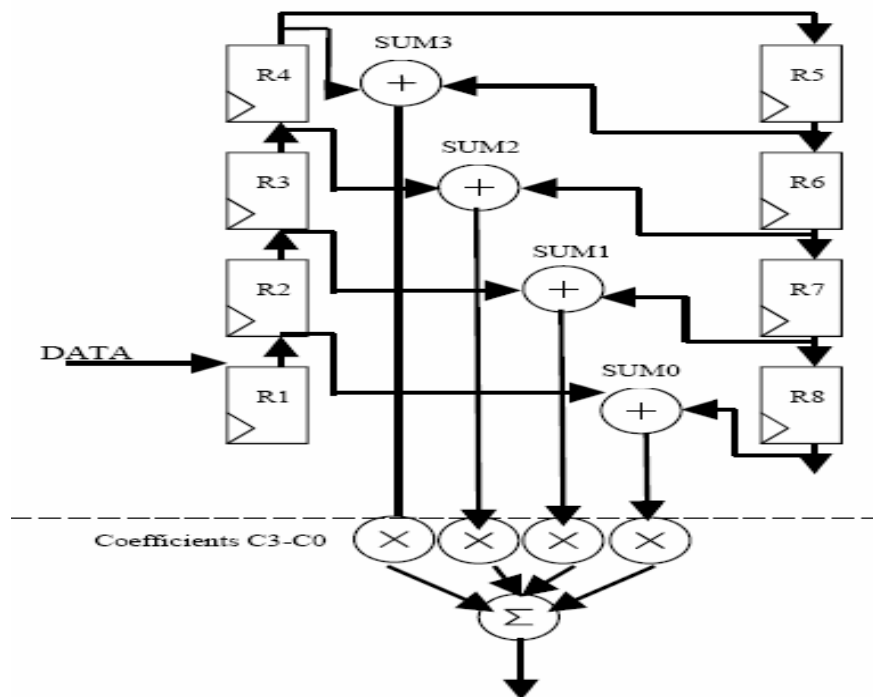 SUM3
R4
R5
SUM2
R3
R6
SUM1
R2
R7
DATA
SUM0
R1
R8
Coefficients C3-C0
Σ